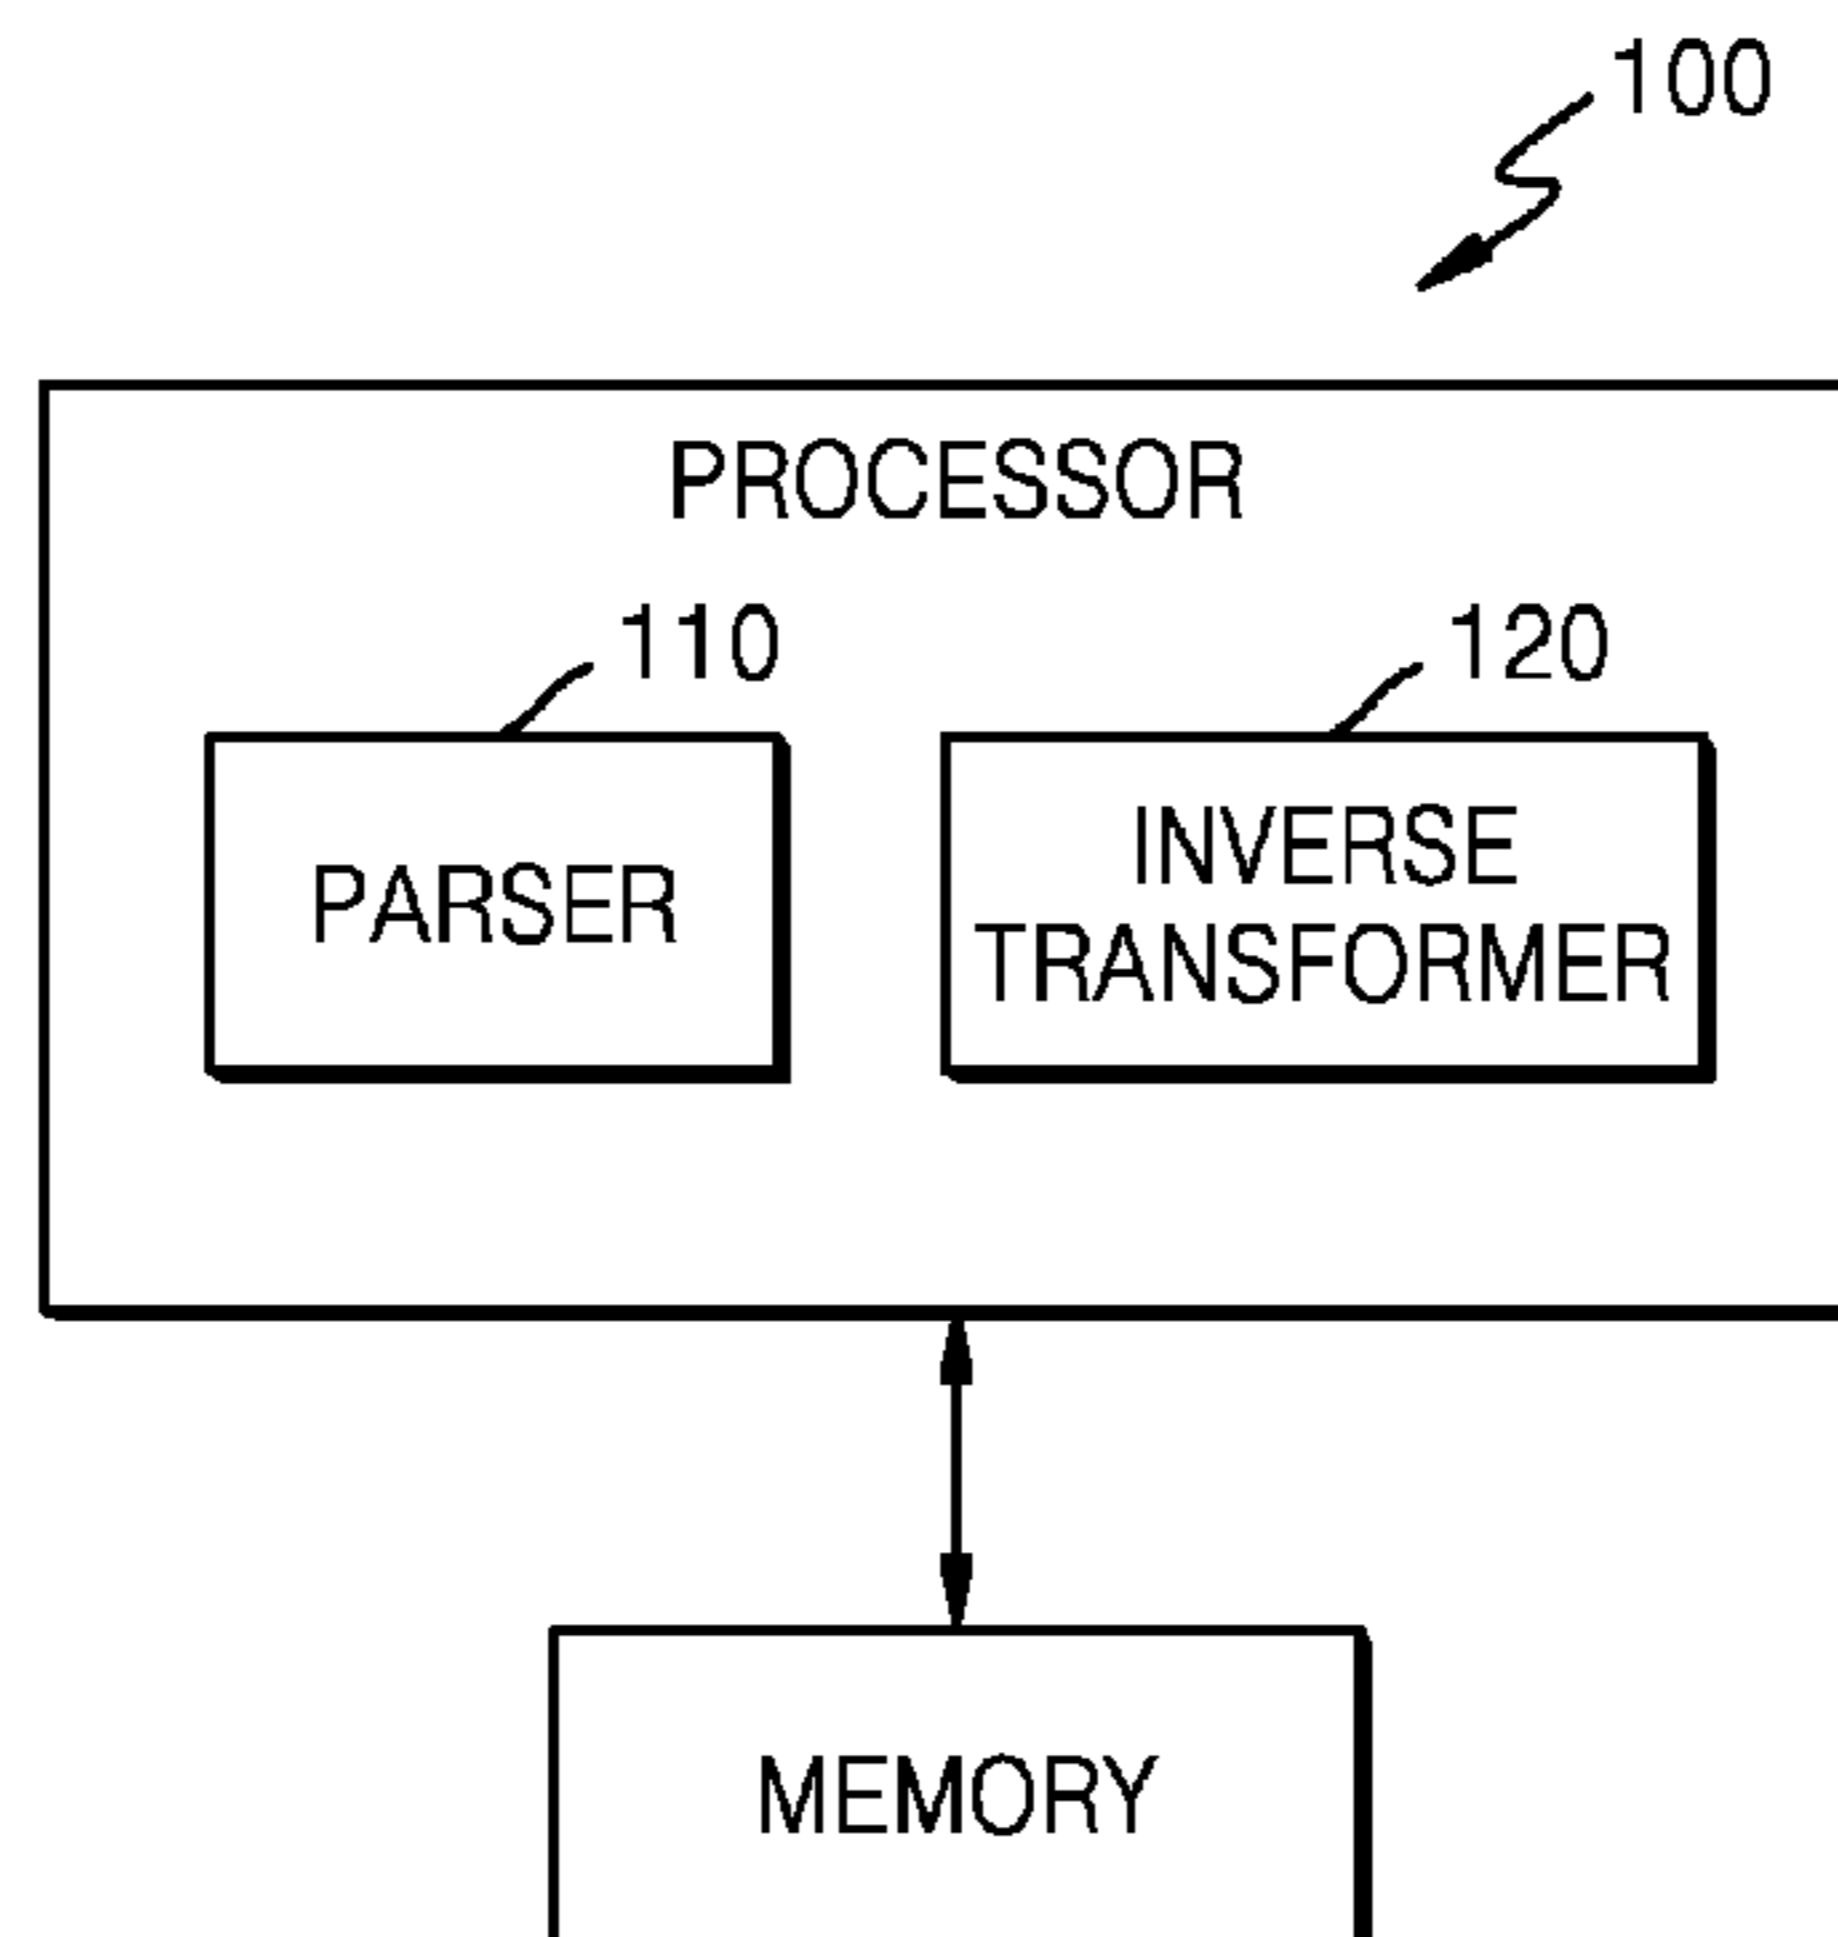 100
PROCESSOR
110
120
PARSER
INVERSE
TRANSFORMER
MEMORY